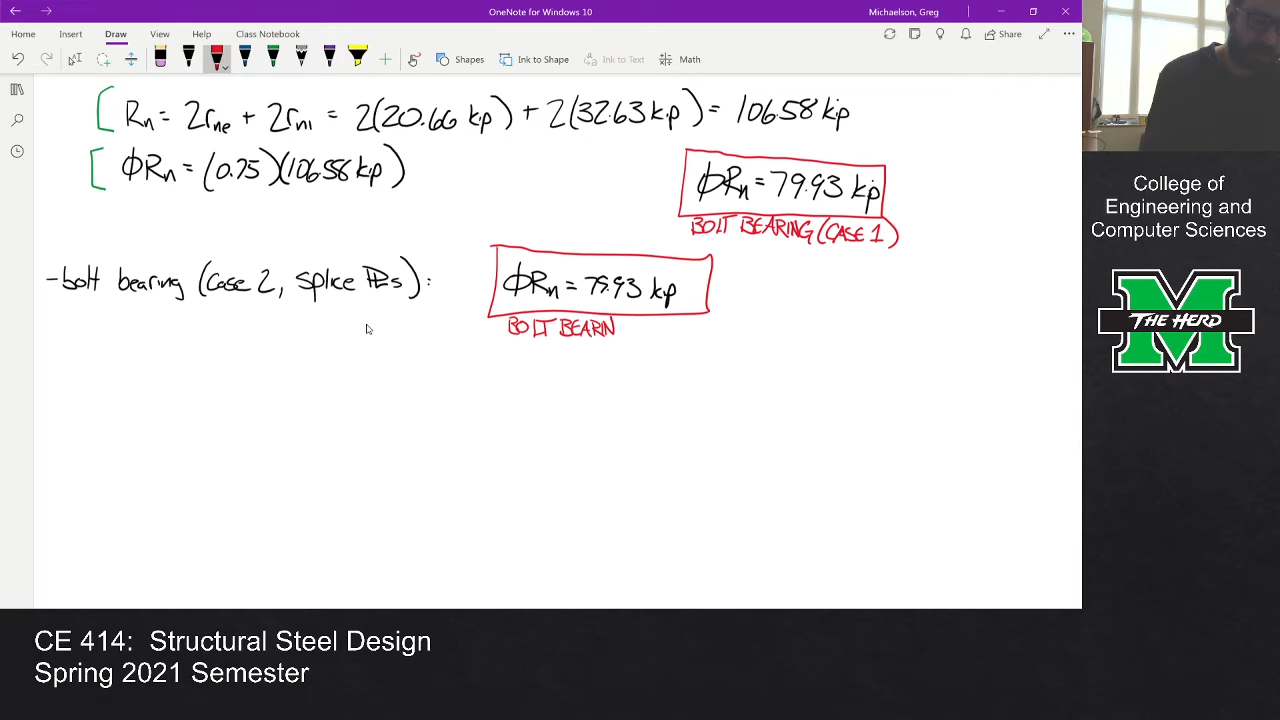 OneNote for Windows 10
Michaelson, Greg
Home Insert Draw View Help Class Notebook
Share
Shapes Ink to Shape Ink to Text Math
Rn = 2rne + 2rni = 2(20.66 kip) + 2(32.63 kip) = 106.58 kip
ϕRn = (0.75)(106.58 kip)
ϕRn = 79.93 kip
BOLT BEARING (CASE 1)
- bolt bearing (Case 2, splice PLs):
ϕRn = 79.93 kip
BOLT BEARIN
College of
Engineering and
Computer Sciences
THE HERD
CE 414: Structural Steel Design
Spring 2021 Semester